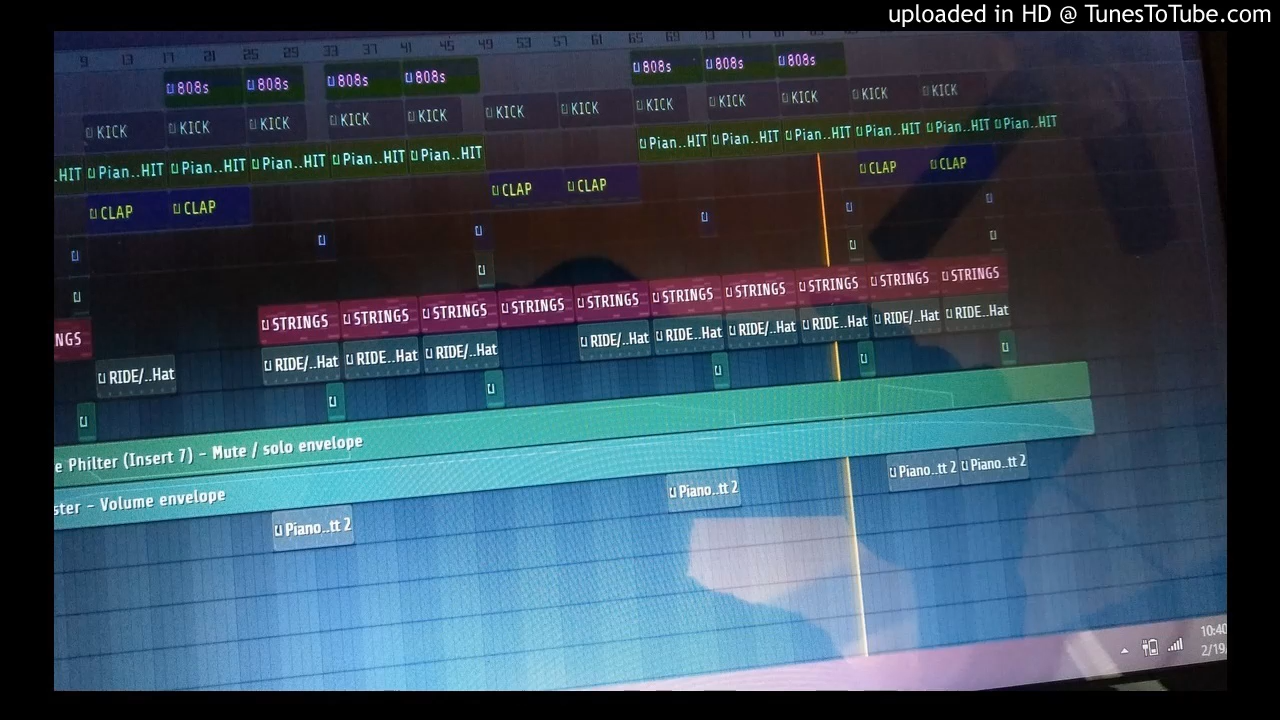 uploaded in HD @ TunesToTube.com
9 13 17 21 25 29 33 37 41 45 49 53 57 61 65 69
808s 808s 808s 808s 808s 808s 808s
KICK KICK KICK KICK KICK KICK KICK KICK KICK KICK KICK
..HIT Pian..HIT Pian..HIT Pian..HIT Pian..HIT Pian..HIT Pian..HIT Pian..HIT Pian..HIT Pian..HIT Pian..HIT Pian..HIT
CLAP CLAP CLAP CLAP CLAP CLAP
NGS STRINGS STRINGS STRINGS STRINGS STRINGS STRINGS STRINGS STRINGS STRINGS STRINGS
RIDE/..Hat RIDE/..Hat RIDE..Hat RIDE/..Hat RIDE/..Hat RIDE..Hat RIDE/..Hat RIDE..Hat RIDE/..Hat RIDE..Hat
e Philter (Insert 7) - Mute / solo envelope
ster - Volume envelope
Piano..tt 2 Piano..tt 2 Piano..tt 2 Piano..tt 2
10:40
2/19